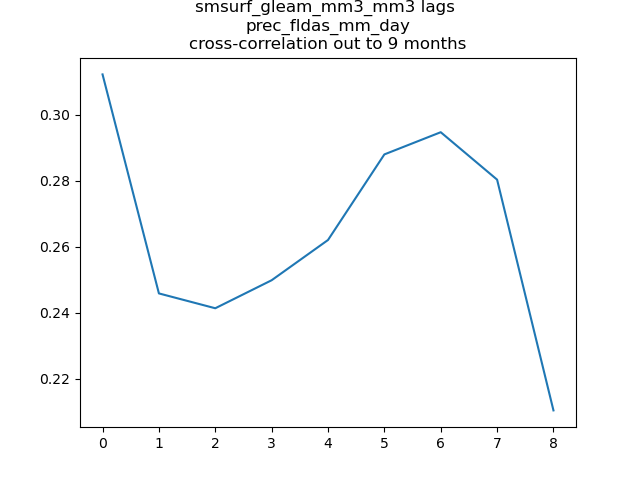 smsurf_gleam_mm3_mm3 lags
prec_fldas_mm_day
cross-correlation out to 9 months
0.30
0.28
0.26
0.24
0.22
0 1 2 3 4 5 6 7 8